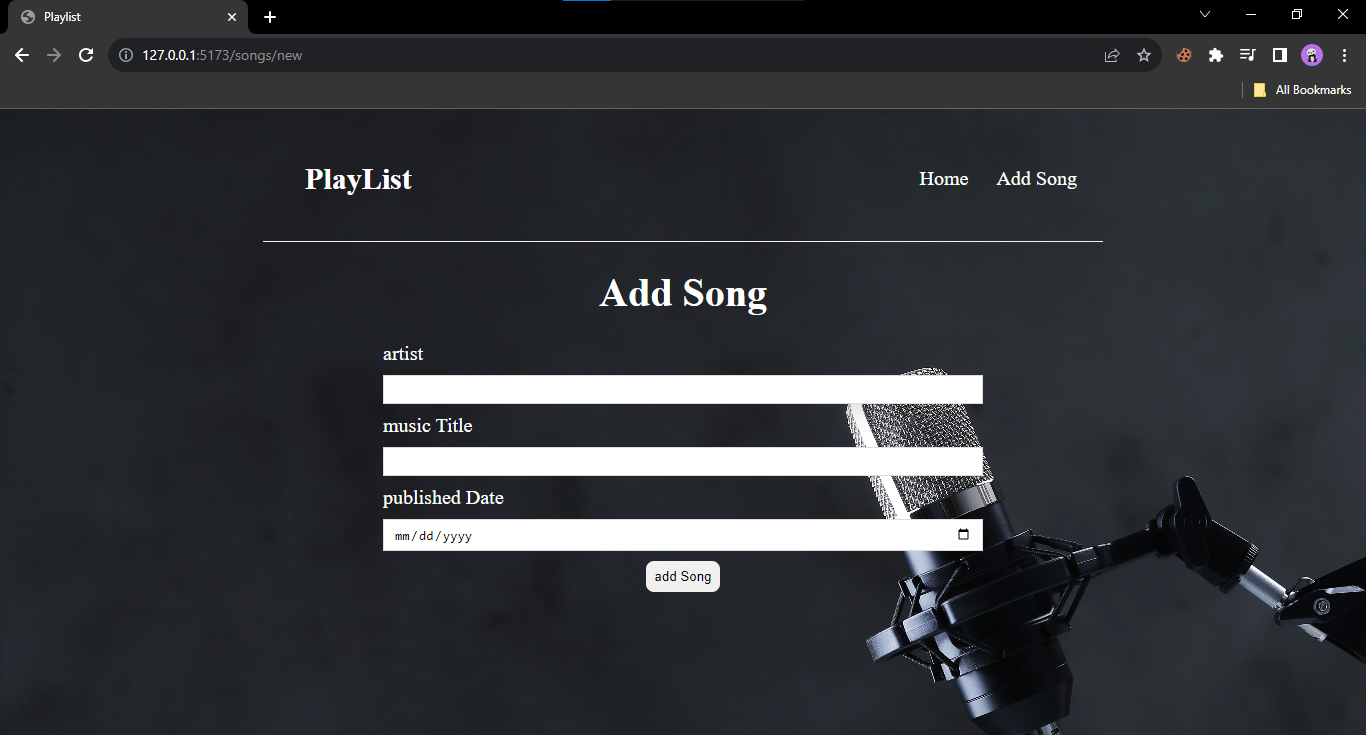 Playlist
127.0.0.1:5173/songs/new
All Bookmarks
PlayList
Home
Add Song
Add Song
artist
music Title
published Date
mm/dd/yyyy
add Song